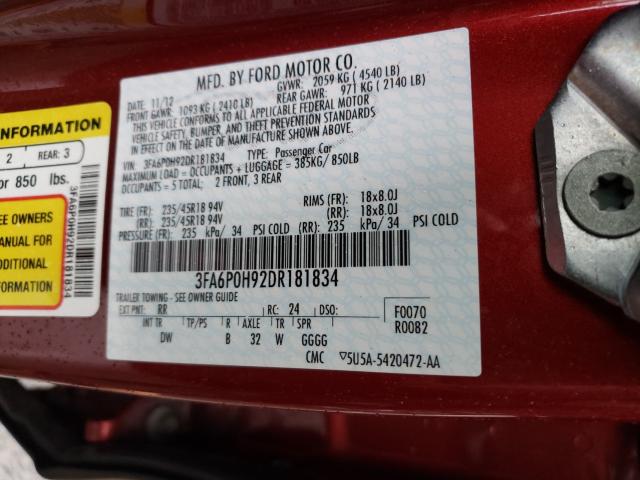 MFD. BY FORD MOTOR CO.
DATE: 11/12 GVWR: 2059 KG ( 4540 LB)
FRONT GAWR: 1093 KG ( 2410 LB) REAR GAWR: 971 KG ( 2140 LB)
THIS VEHICLE CONFORMS TO ALL APPLICABLE FEDERAL MOTOR
VEHICLE SAFETY, BUMPER, AND THEFT PREVENTION STANDARDS
IN EFFECT ON THE DATE OF MANUFACTURE SHOWN ABOVE.
VIN: 3FA6P0H92DR181834 TYPE: Passenger Car
MAXIMUM LOAD = OCCUPANTS + LUGGAGE = 385KG/ 850LB
OCCUPANTS = 5 TOTAL: 2 FRONT, 3 REAR
TIRE (FR): 235/45R18 94V RIMS (FR): 18x8.0J
(RR): 235/45R18 94V (RR): 18x8.0J
PRESSURE (FR): 235 kPa/ 34 PSI COLD (RR): 235 kPa/34 PSI COLD
3FA6P0H92DR181834
TRAILER TOWING - SEE OWNER GUIDE
EXT PNT: RR RC: 24 DSO: F0070
R0082
INT TR TP/PS R AXLE TR SPR
DW B 32 W GGGG
CMC ▽5U5A-5420472-AA
INFORMATION
2 REAR: 3
or 850 lbs.
SEE OWNERS
MANUAL FOR
ADDITIONAL
INFORMATION
3FA6P0H92DR181834